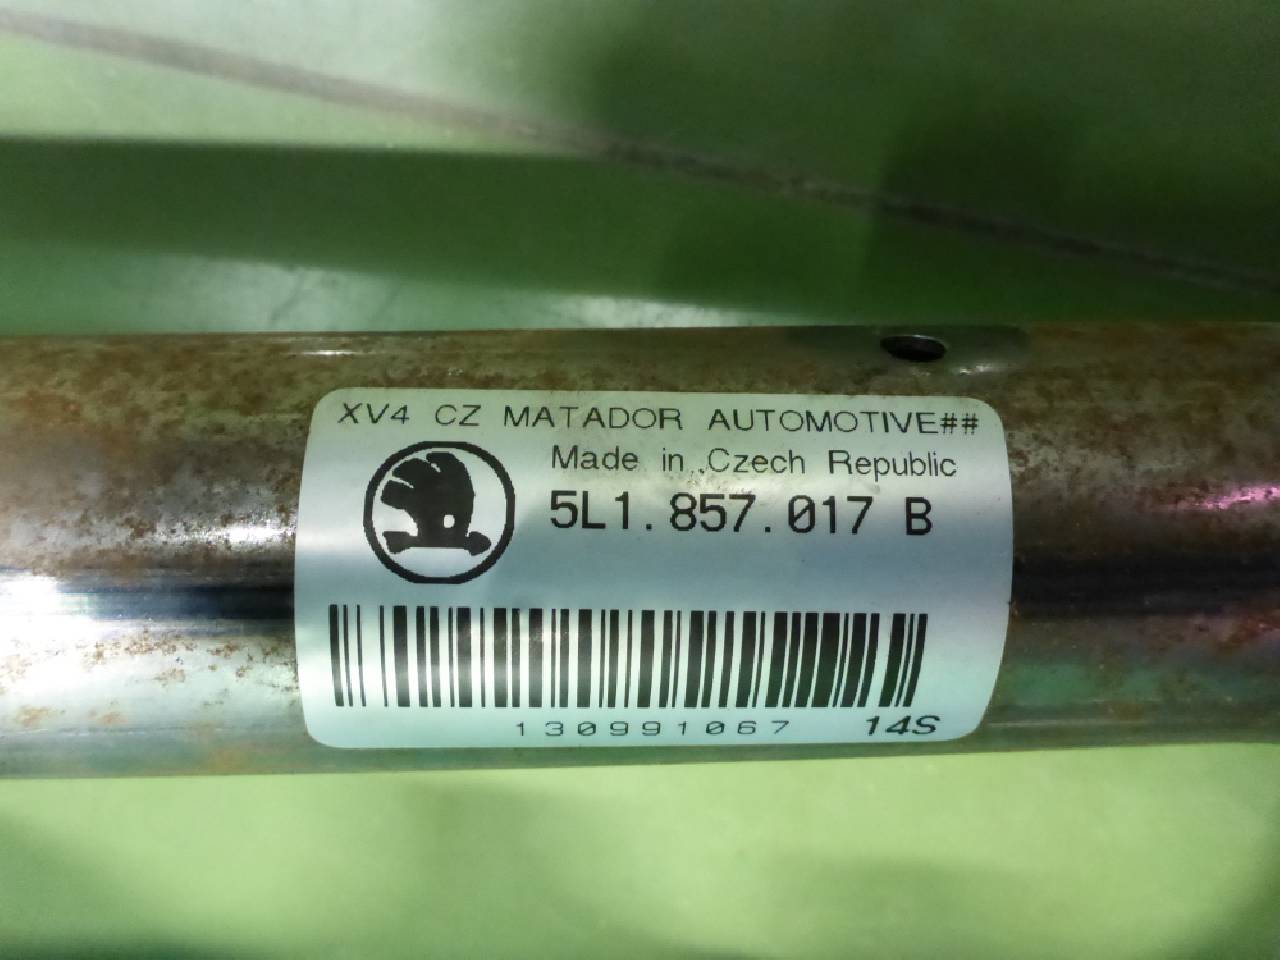 XV4 CZ MATADOR AUTOMOTIVE##
Made in Czech Republic
5L1.857.017 B
130991067 14S